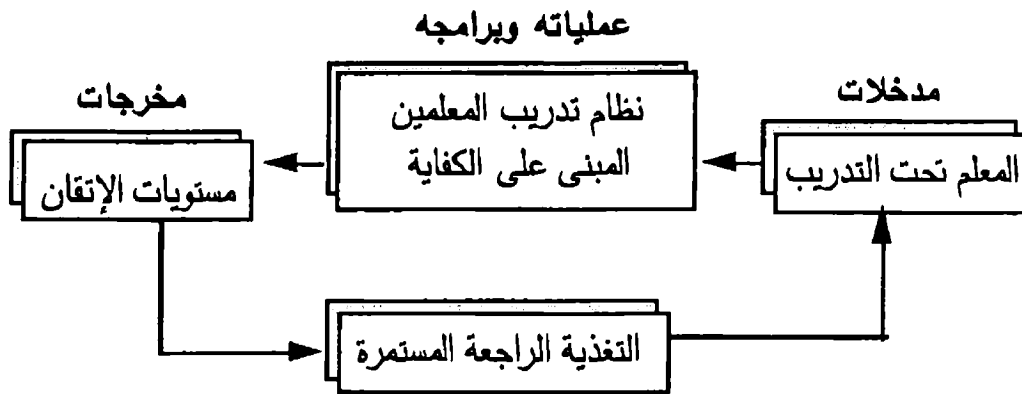 عملياته وبرامجه
مدخلات
مخرجات
نظام تدريب المعلمين
المبنى على الكفاية
المعلم تحت التدريب
مستويات الإتقان
التغذية الراجعة المستمرة